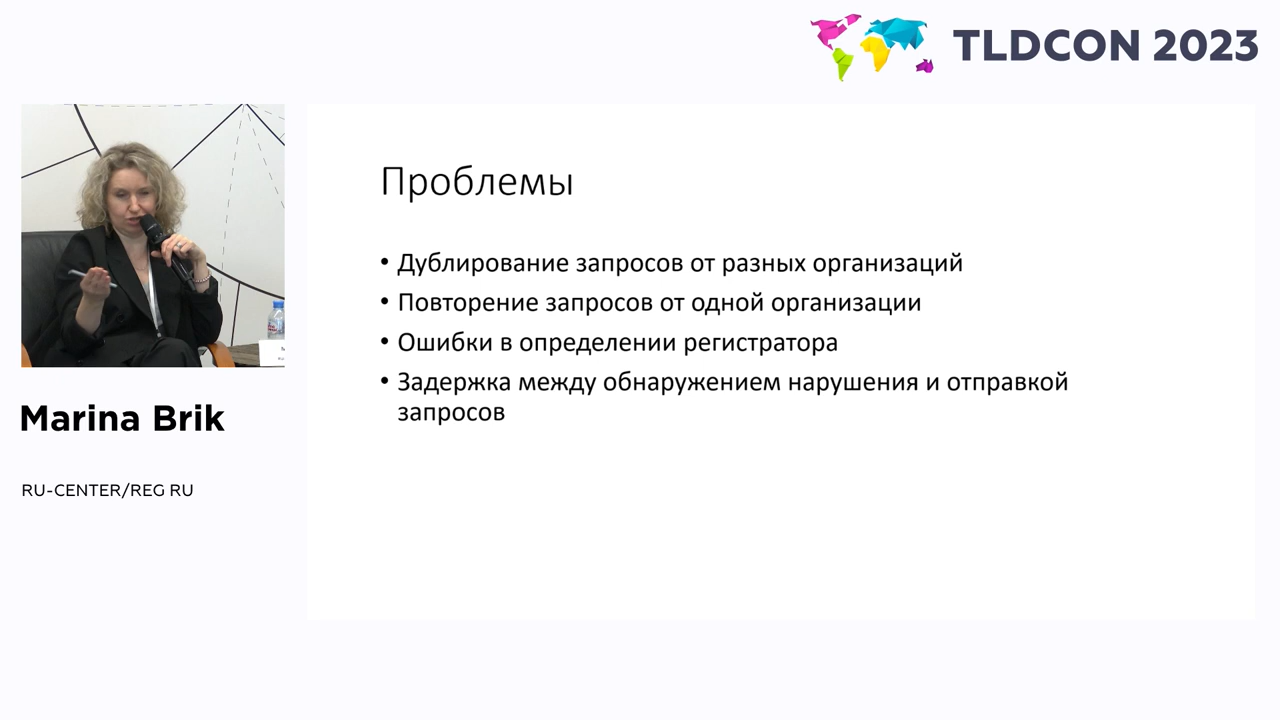 TLDCON 2023
Проблемы
• Дублирование запросов от разных организаций
• Повторение запросов от одной организации
• Ошибки в определении регистратора
• Задержка между обнаружением нарушения и отправкой
запросов
Marina Brik
RU-CENTER/REG RU